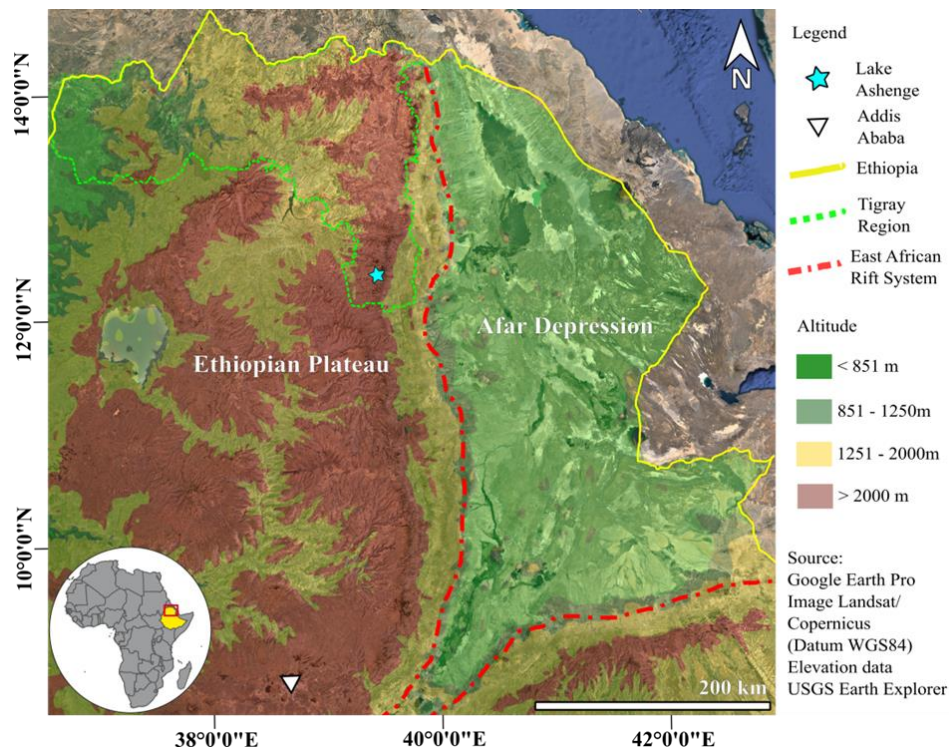 14°0'0"N
12°0'0"N
10°0'0"N
38°0'0"E
40°0'0"E
42°0'0"E
N
Ethiopian Plateau
Afar Depression
200 km
Legend
Lake
Ashenge
Addis
Ababa
Ethiopia
Tigray
Region
East African
Rift System
Altitude
< 851 m
851 - 1250m
1251 - 2000m
> 2000 m
Source:
Google Earth Pro
Image Landsat/
Copernicus
(Datum WGS84)
Elevation data
USGS Earth Explorer